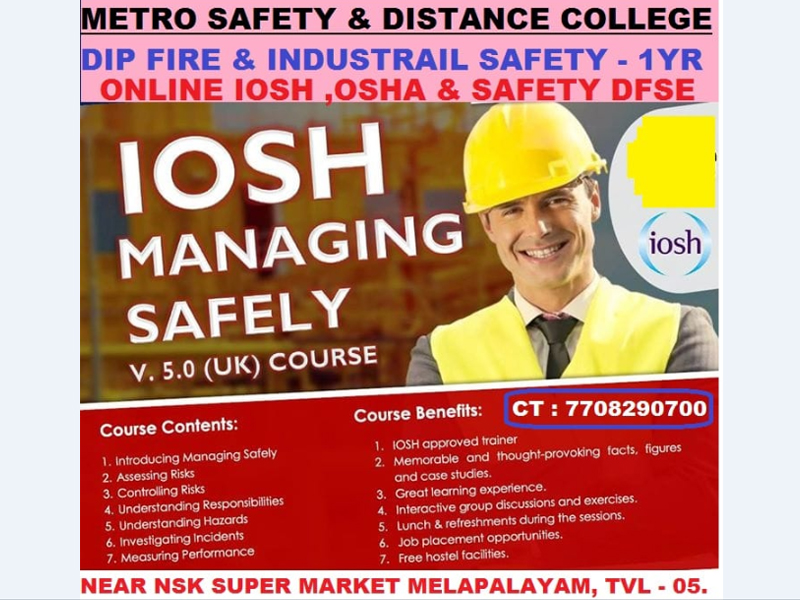 METRO SAFETY & DISTANCE COLLEGE
DIP FIRE & INDUSTRAIL SAFETY - 1YR
ONLINE IOSH ,OSHA & SAFETY DFSE
IOSH
MANAGING
SAFELY
V. 5.0 (UK) COURSE
iosh
CT : 7708290700
Course Contents:
1. Introducing Managing Safely
2. Assessing Risks
3. Controlling Risks
4. Understanding Responsibilities
5. Understanding Hazards
6. Investigating Incidents
7. Measuring Performance
Course Benefits:
1. IOSH approved trainer
2. Memorable and thought-provoking facts, figures
and case studies.
3. Great learning experience.
4. Interactive group discussions and exercises.
5. Lunch & refreshments during the sessions.
6. Job placement opportunities.
7. Free hostel facilities.
NEAR NSK SUPER MARKET MELAPALAYAM, TVL - 05.